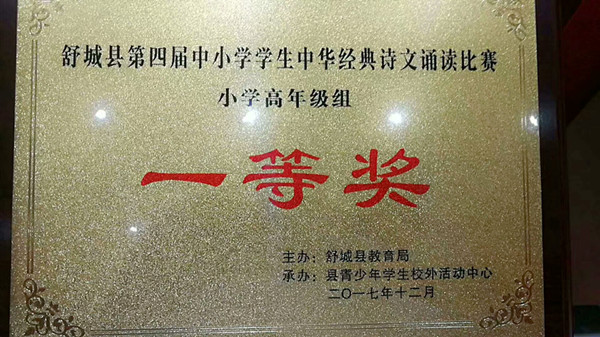 舒城县第四届中小学学生中华经典诗文诵读比赛
小学高年级组
一等奖
主办：舒城县教育局
承办：县青少年学生校外活动中心
二〇一七年十二月